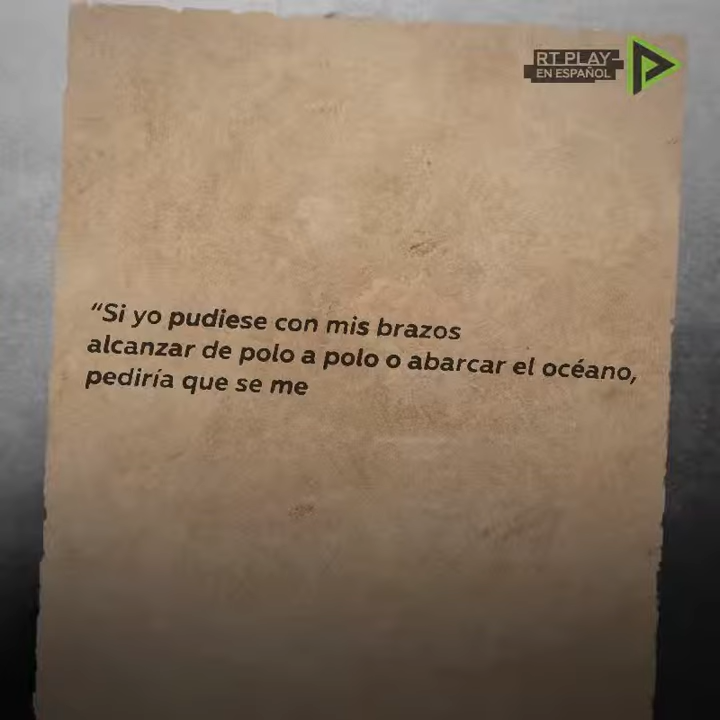 RT PLAY
EN ESPAÑOL
“Si yo pudiese con mis brazos
alcanzar de polo a polo o abarcar el océano,
pediría que se me